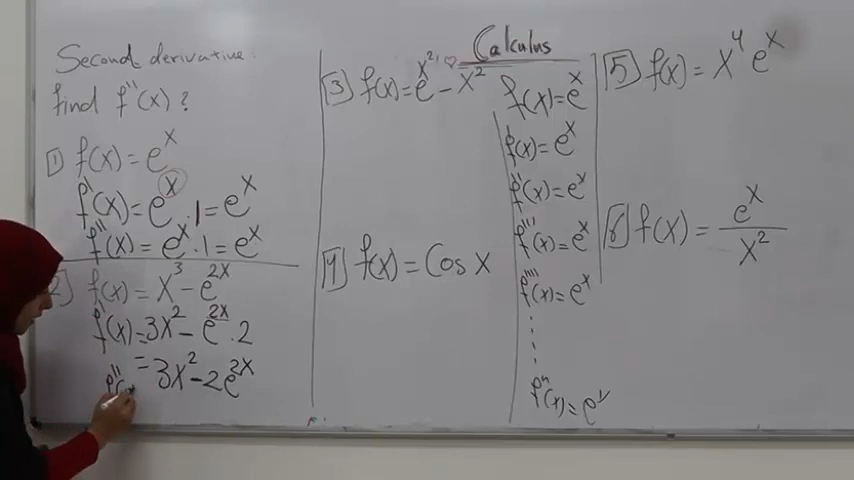 Calculus
Second derivative:
find f''(x)?
1 f(x) = e^x
f'(x) = e^x · 1 = e^x
f''(x) = e^x · 1 = e^x
2 f(x) = x^3 - e^2x
f'(x) = 3x^2 - e^2x · 2
= 3x^2 - 2e^2x
f''(
3 f(x) = e^x^2 - x^2
4 f(x) = Cos x
f(x) = e^x
f'(x) = e^x
f''(x) = e^x
f'''(x) = e^x
f''''(x) = e^x
f^n(x) = e^x
5 f(x) = x^4 e^x
6 f(x) = e^x / x^2